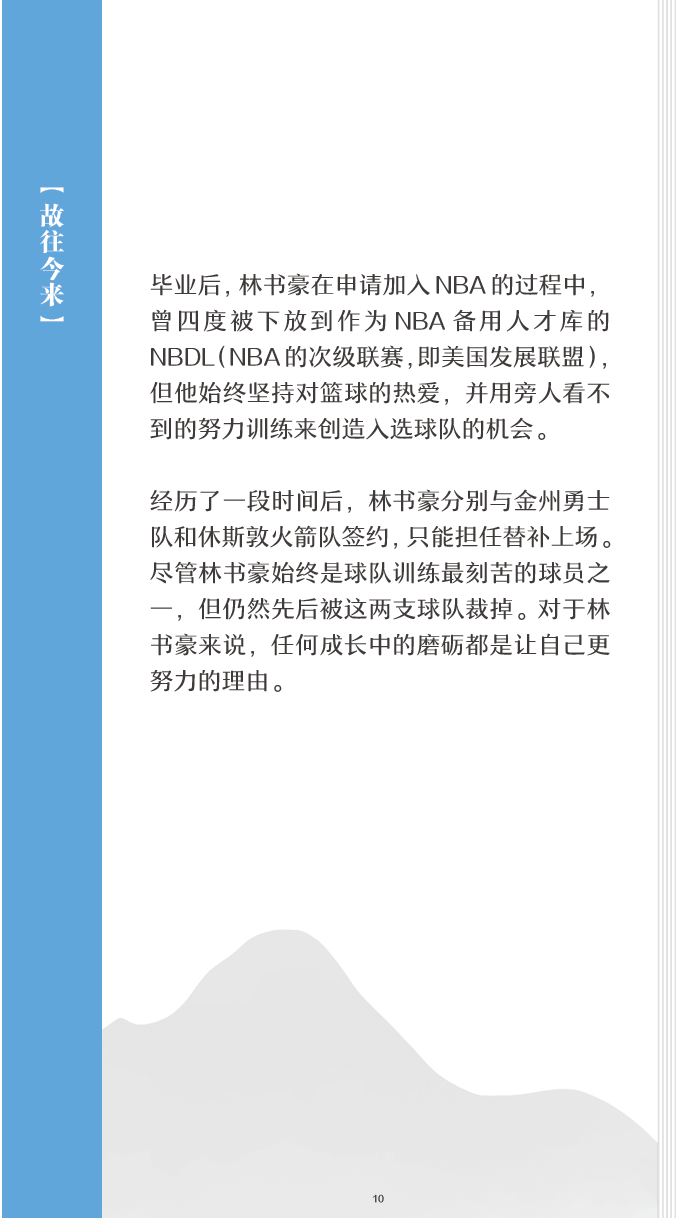 【故往今来】
毕业后,林书豪在申请加入NBA的过程中,
曾四度被下放到作为NBA备用人才库的
NBDL(NBA的次级联赛,即美国发展联盟),
但他始终坚持对篮球的热爱,并用旁人看不
到的努力训练来创造入选球队的机会。
经历了一段时间后,林书豪分别与金州勇士
队和休斯敦火箭队签约,只能担任替补上场。
尽管林书豪始终是球队训练最刻苦的球员之
一,但仍然先后被这两支球队裁掉。对于林
书豪来说,任何成长中的磨砺都是让自己更
努力的理由。
10